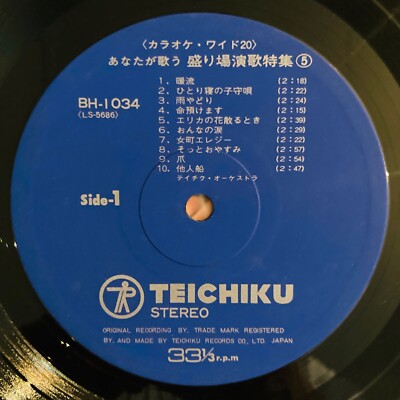 〈カラオケ・ワイド20〉
あなたが歌う 盛り場演歌特集⑤
BH-1034
(LS-5686)
1. 暖流 (2:18)
2. ひとり寝の子守唄 (2:22)
3. 雨やどり (2:24)
4. 命預けます (2:15)
5. エリカの花散るとき (2:39)
6. おんなの涙 (2:29)
7. 女町エレジー (2:22)
8. そっとおやすみ (2:57)
9. 爪 (2:54)
10. 他人船 (2:47)
テイチク・オーケストラ
Side-1
TEICHIKU
STEREO
ORIGINAL RECORDING BY, TRADE MARK REGISTERED
BY, AND MADE BY TEICHIKU RECORDS CO., LTD. JAPAN
33⅓ r.p.m